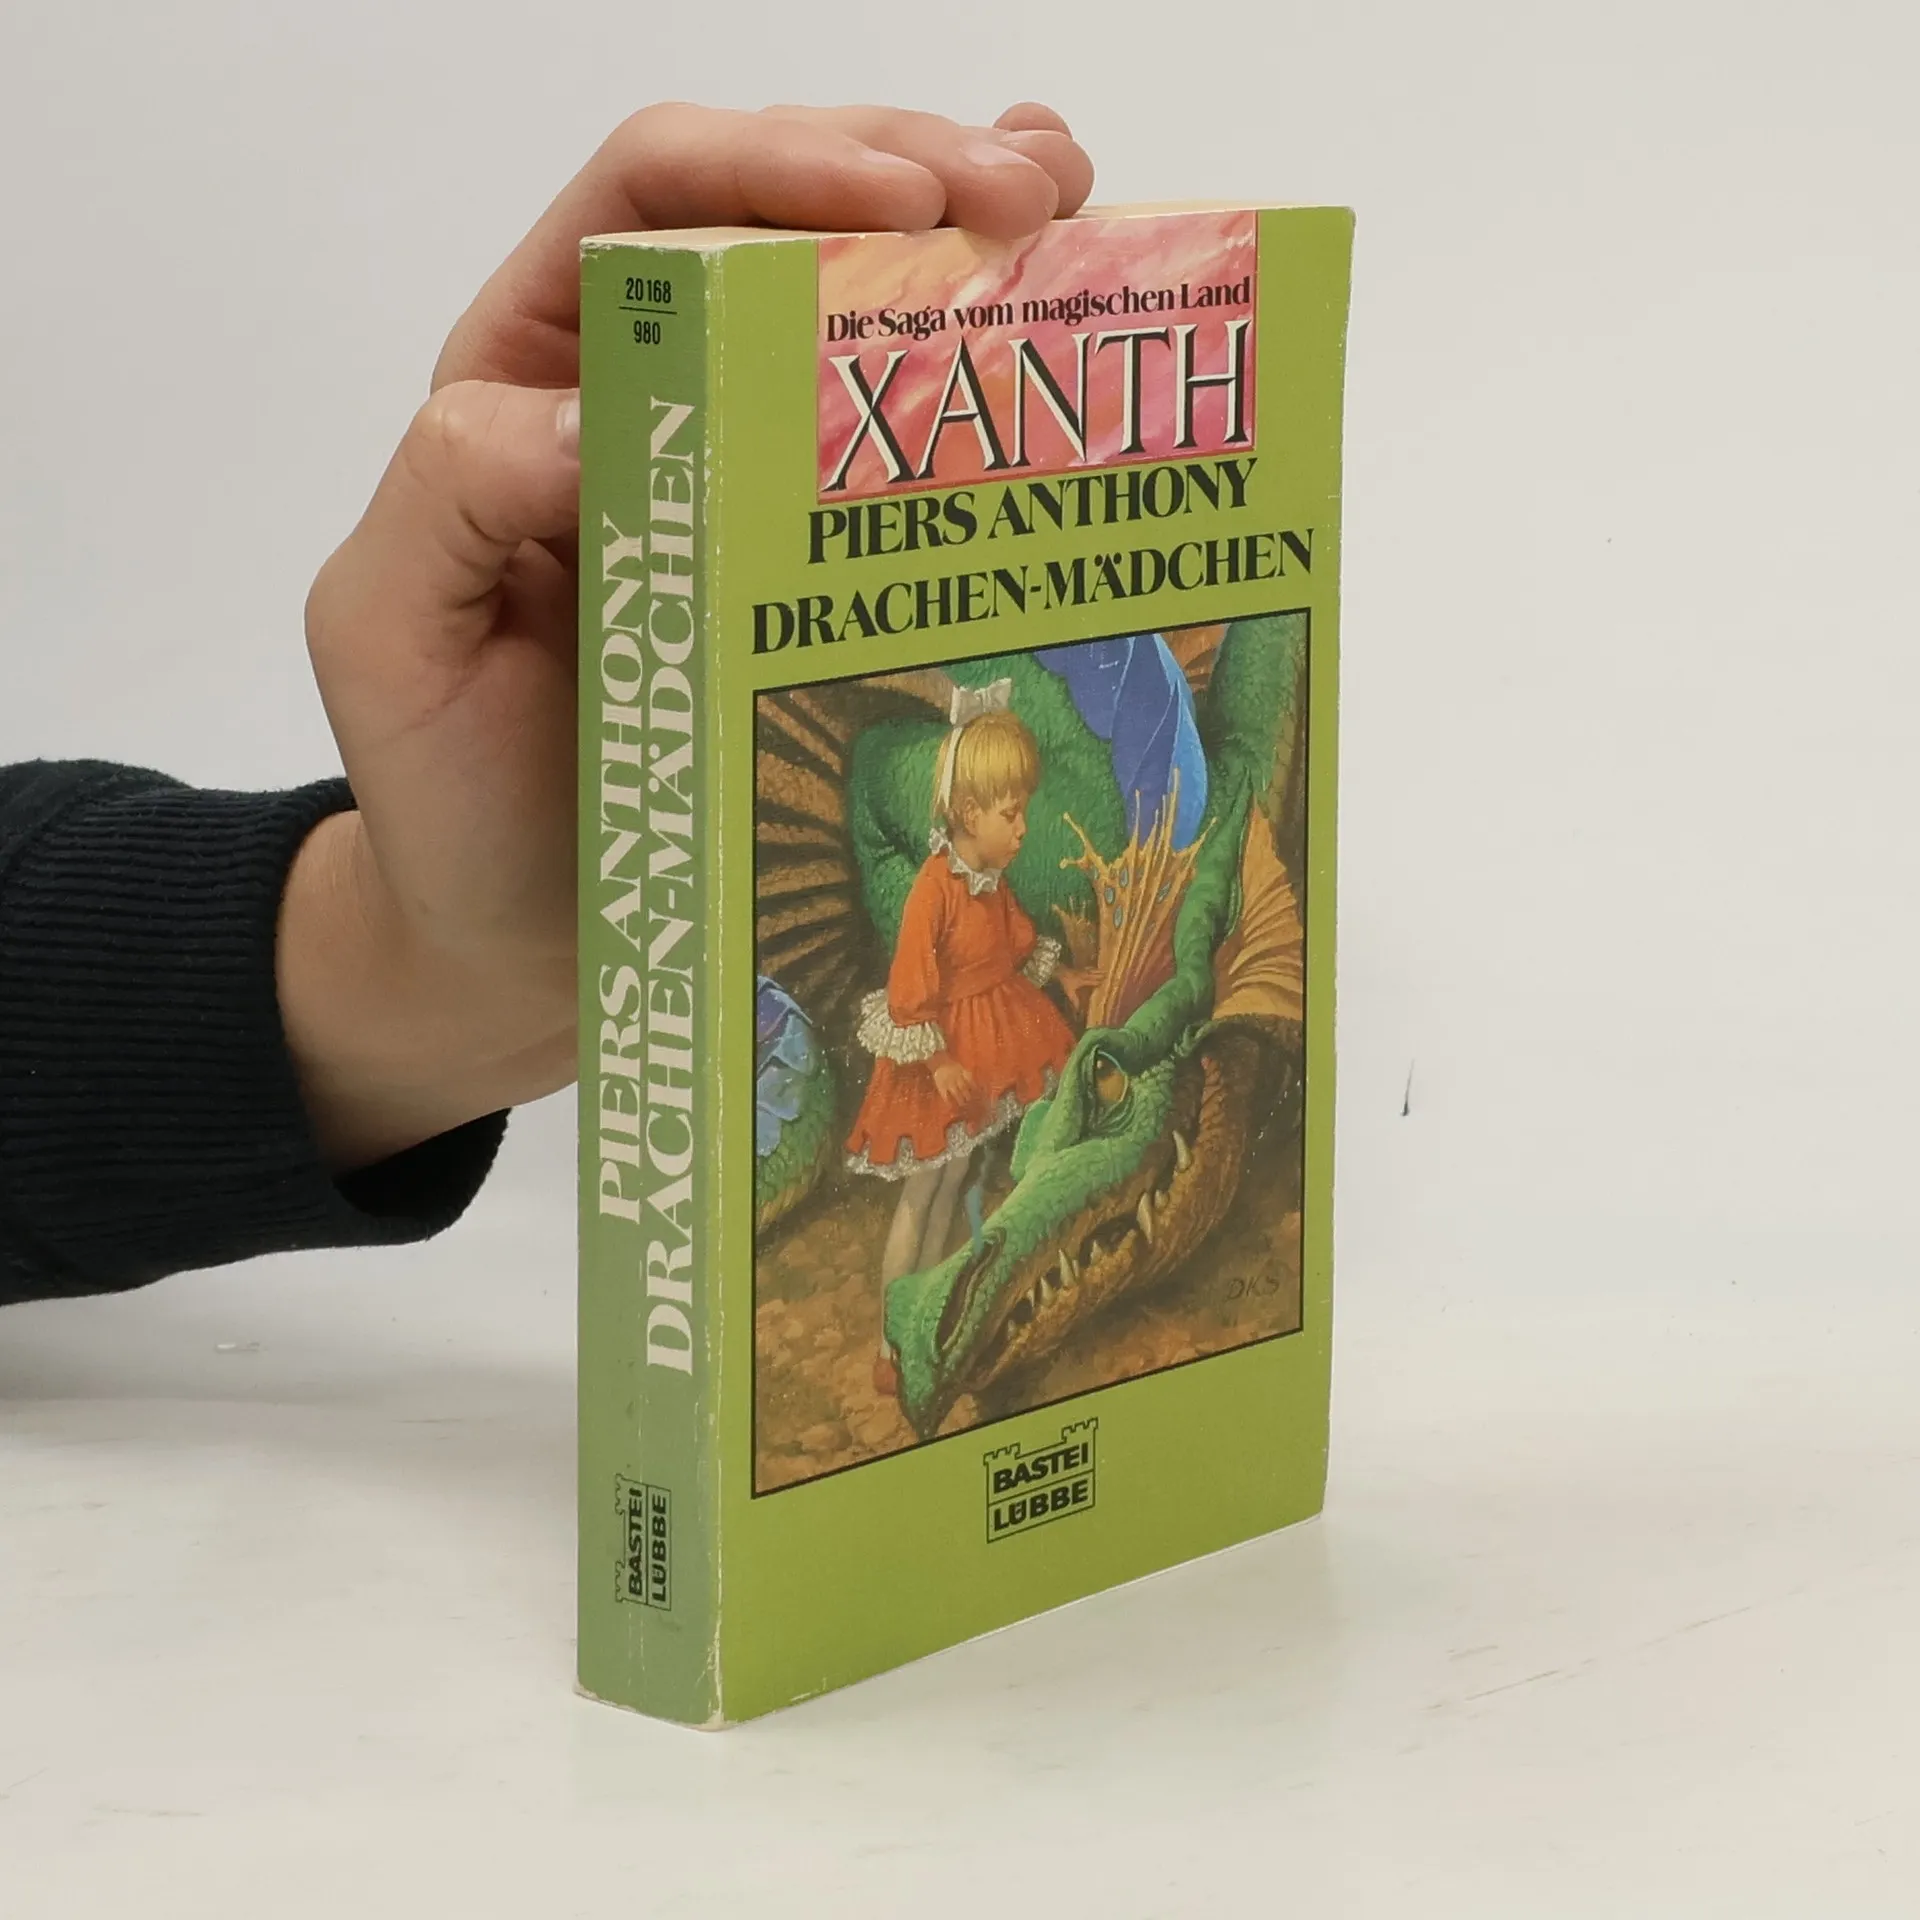 20168
980
PIERS ANTHONY
DRACHEN-MÄDCHEN
BASTEI
LÜBBE
Die Saga vom magischen Land
XANTH
PIERS ANTHONY
DRACHEN-MÄDCHEN
DKS
BASTEI
LÜBBE